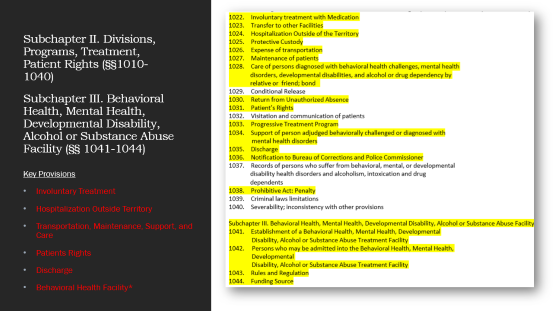 Subchapter II. Divisions,
Programs, Treatment,
Patient Rights (§§1010-
1040)
Subchapter III. Behavioral
Health, Mental Health,
Developmental Disability,
Alcohol or Substance Abuse
Facility (§§ 1041-1044)
Key Provisions
• Involuntary Treatment
• Hospitalization Outside Territory
• Transportation, Maintenance, Support, and
Care
• Patients Rights
• Discharge
• Behavioral Health Facility*
1022. Involuntary treatment with Medication
1023. Transfer to other Facilities
1024. Hospitalization Outside of the Territory
1025. Protective Custody
1026. Expense of transportation
1027. Maintenance of patients
1028. Care of persons diagnosed with behavioral health challenges, mental health
disorders, developmental disabilities, and alcohol or drug dependency by
relative or friend; bond
1029. Conditional Release
1030. Return from Unauthorized Absence
1031. Patient's Rights
1032. Visitation and communication of patients
1033. Progressive Treatment Program
1034. Support of person adjudged behaviorally challenged or diagnosed with
mental health disorders
1035. Discharge
1036. Notification to Bureau of Corrections and Police Commissioner
1037. Records of persons who suffer from behavioral, mental, or developmental
disability health disorders and alcoholism, intoxication and drug
dependents
1038. Prohibitive Act: Penalty
1039. Criminal laws limitations
1040. Severability; inconsistency with other provisions
Subchapter III. Behavioral Health, Mental Health, Developmental Disability, Alcohol or Substance Abuse Facility
1041. Establishment of a Behavioral Health, Mental Health, Developmental
Disability, Alcohol or Substance Abuse Treatment Facility
1042. Persons who may be admitted into the Behavioral Health, Mental Health,
Developmental
Disability, Alcohol or Substance Abuse Treatment Facility
1043. Rules and Regulation
1044. Funding Source